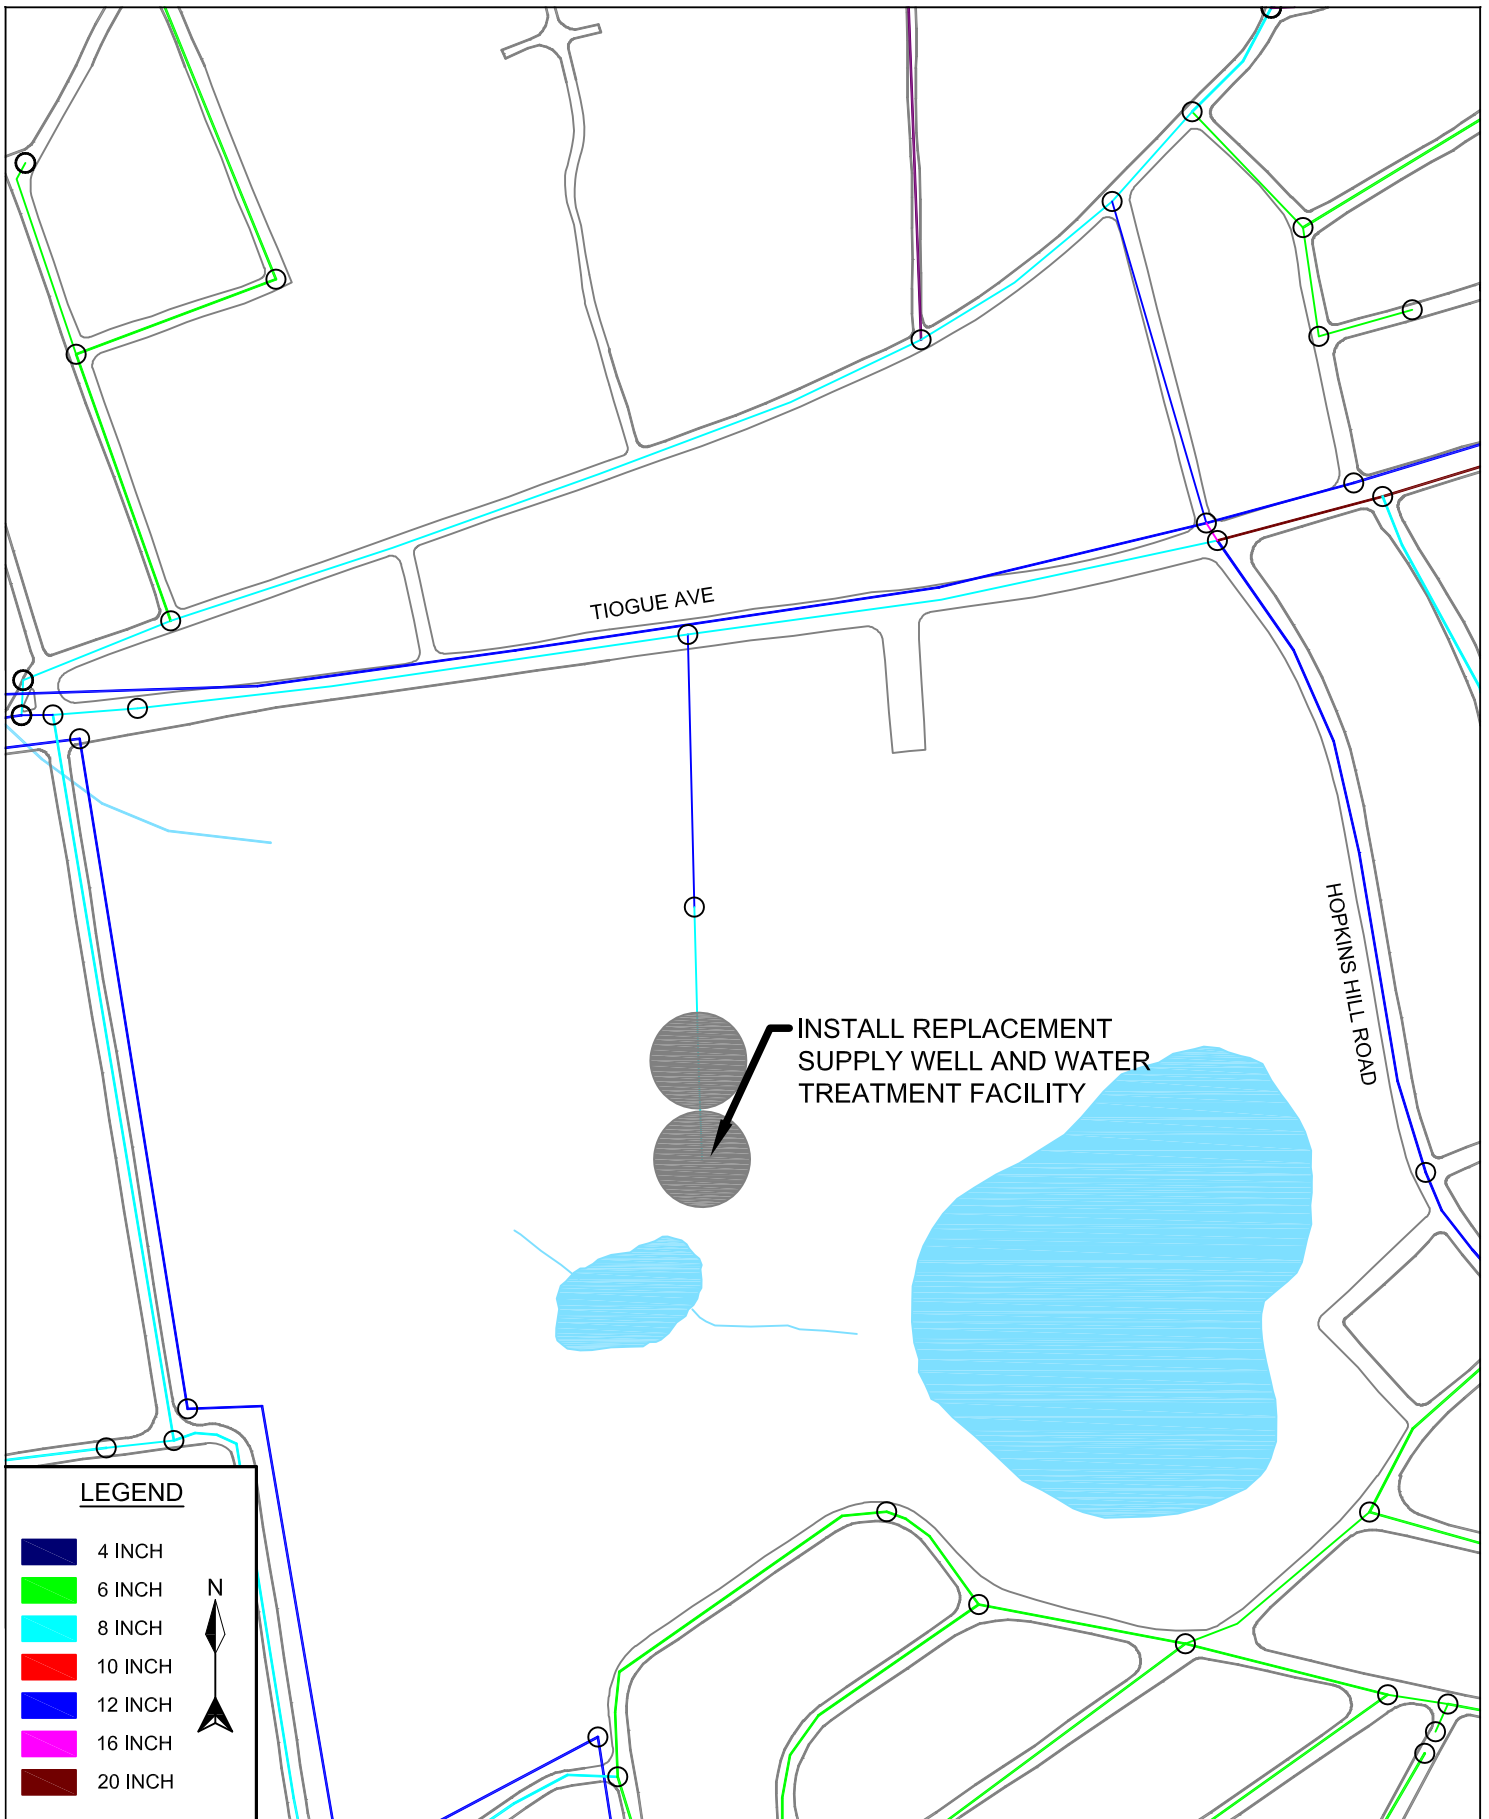 TIOGUE AVE
HOPKINS HILL ROAD
INSTALL REPLACEMENT
SUPPLY WELL AND WATER
TREATMENT FACILITY
LEGEND
4 INCH
6 INCH
8 INCH
10 INCH
12 INCH
16 INCH
20 INCH
N